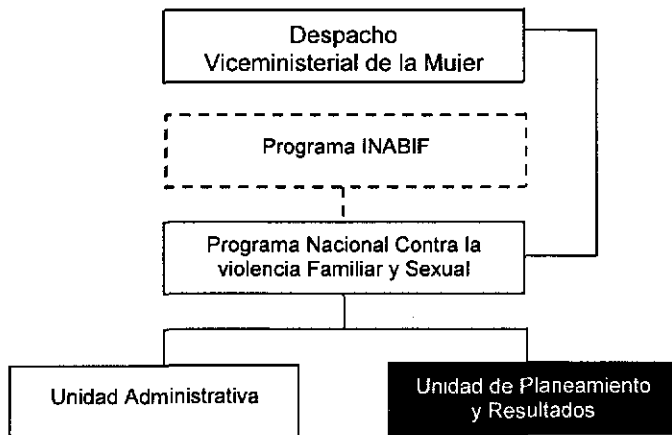 Despacho
Viceministerial de la Muier
Programa INABIF
Programa Nacional Contra la
violencia Familiar y Sexual
Unidad Administrativa
Unidad de Planeamiento
y Resultados